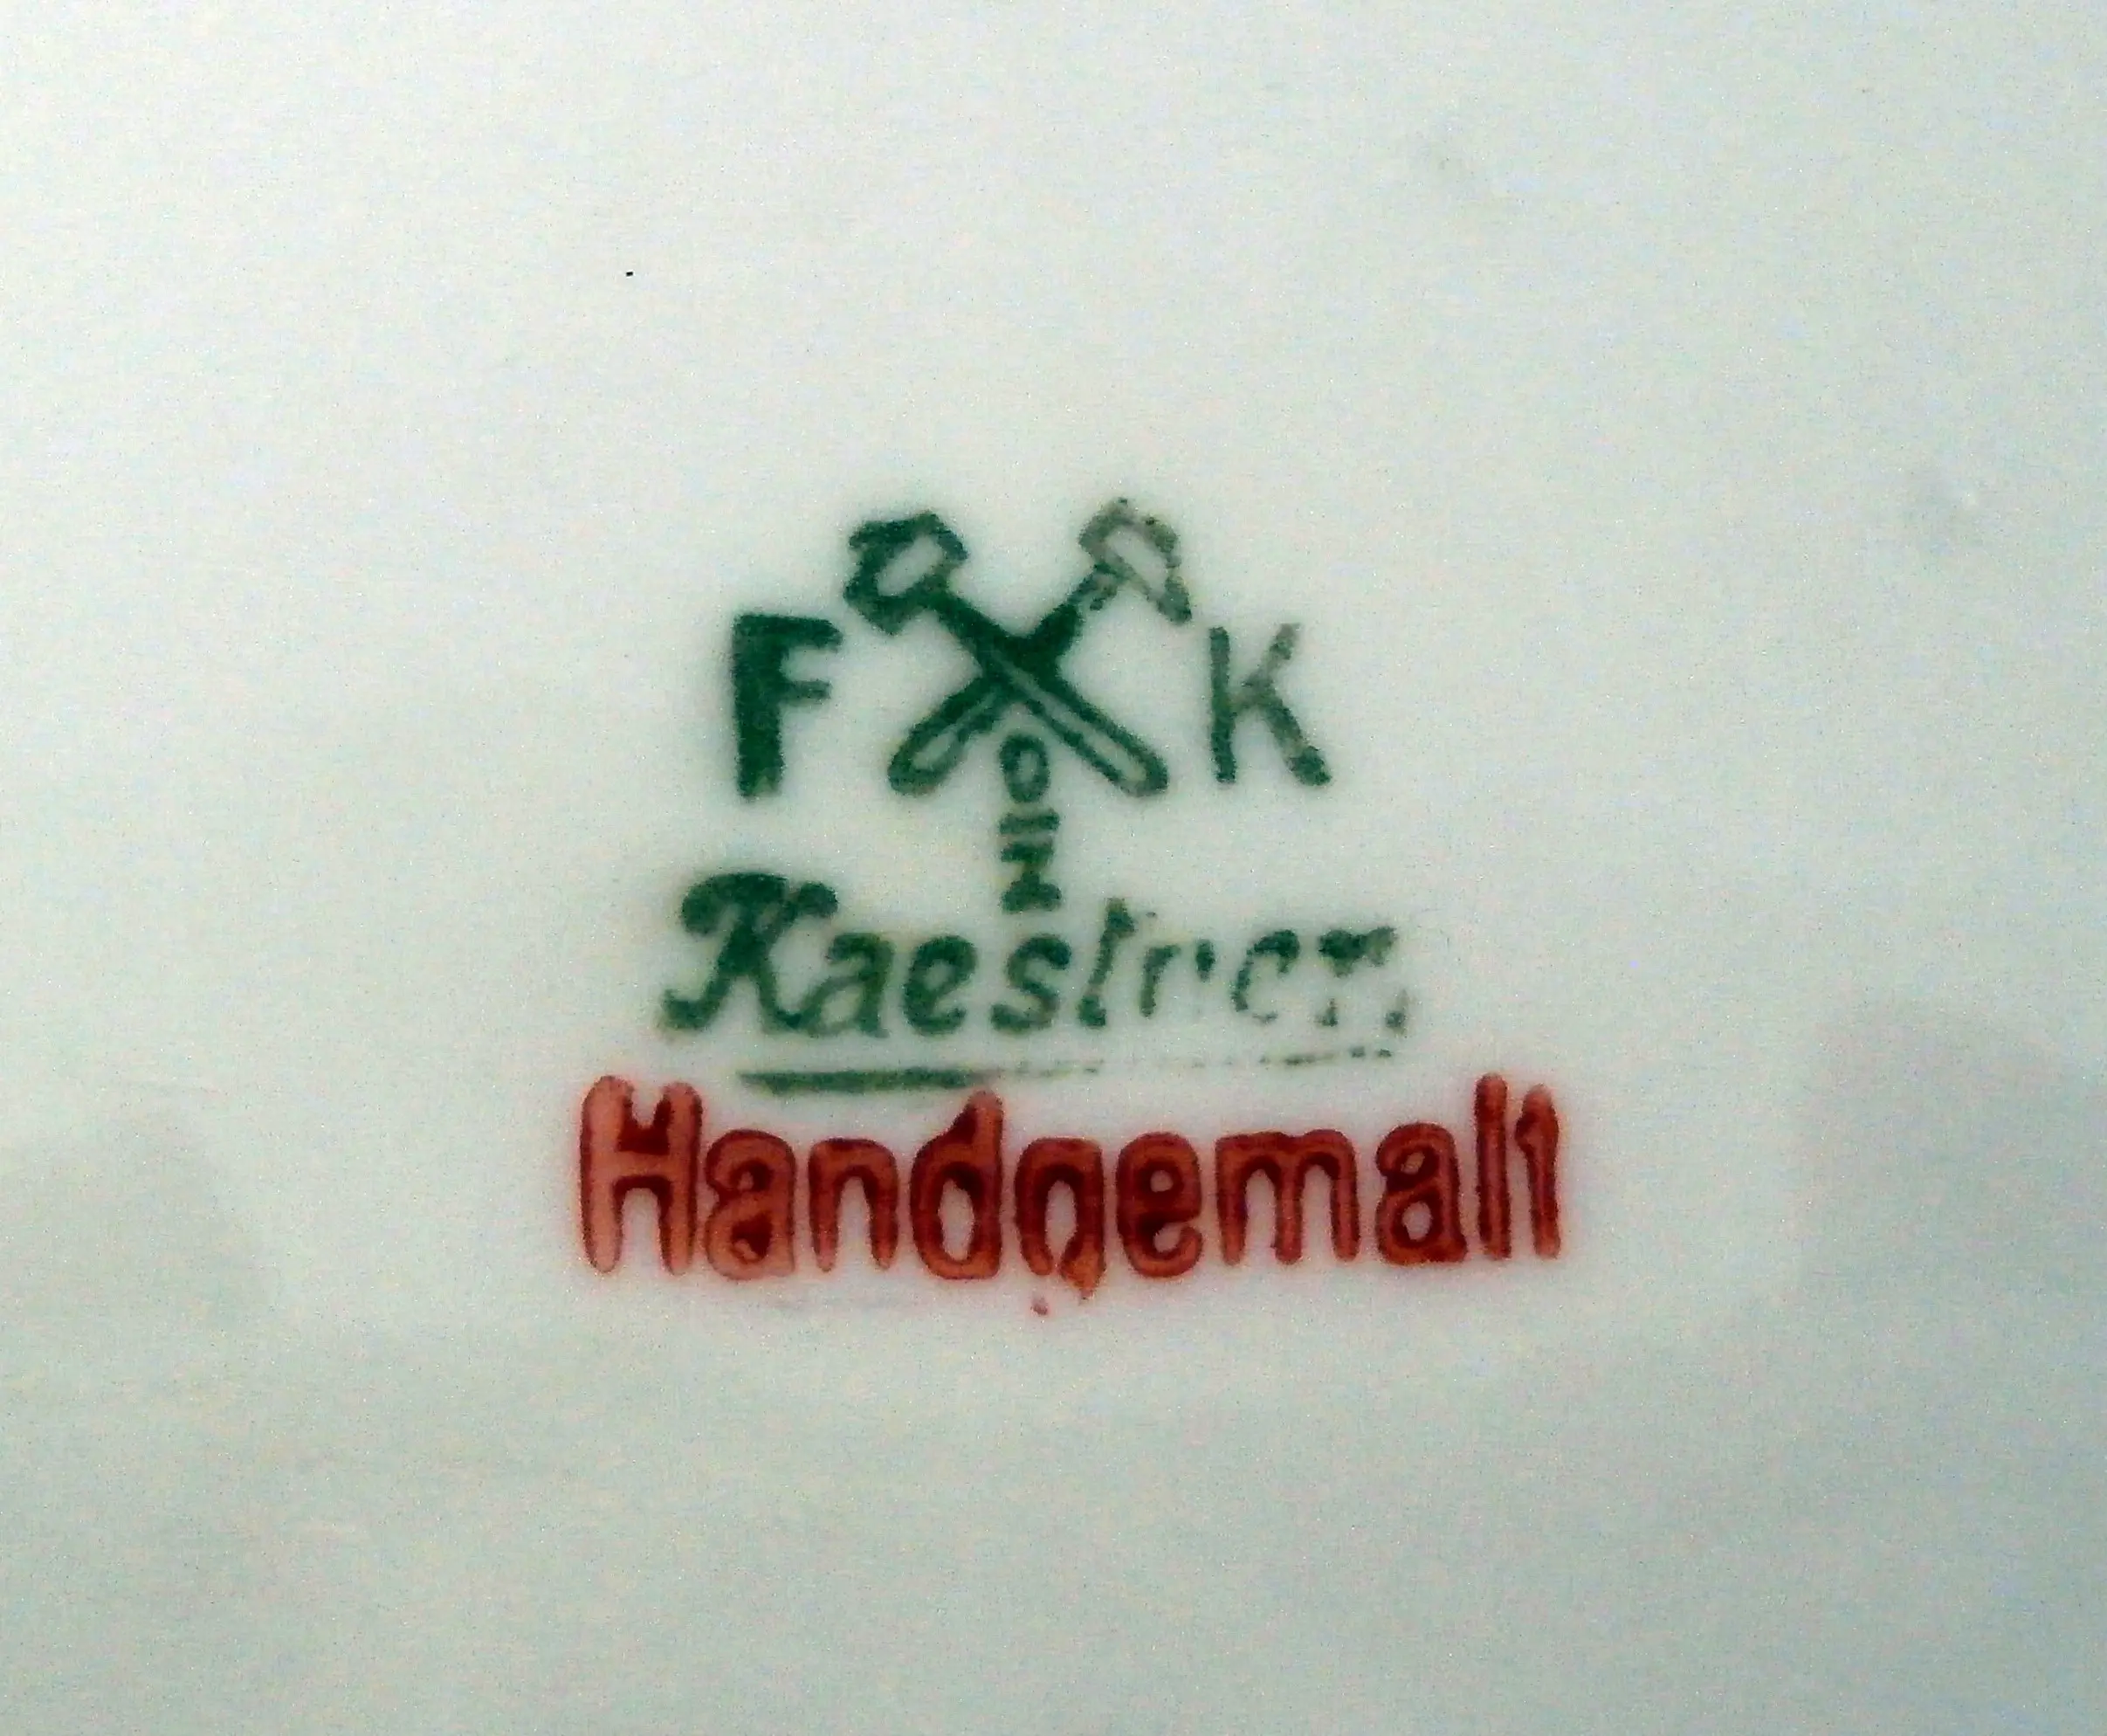 F K
O
Z
Kaestner
Handgemalt